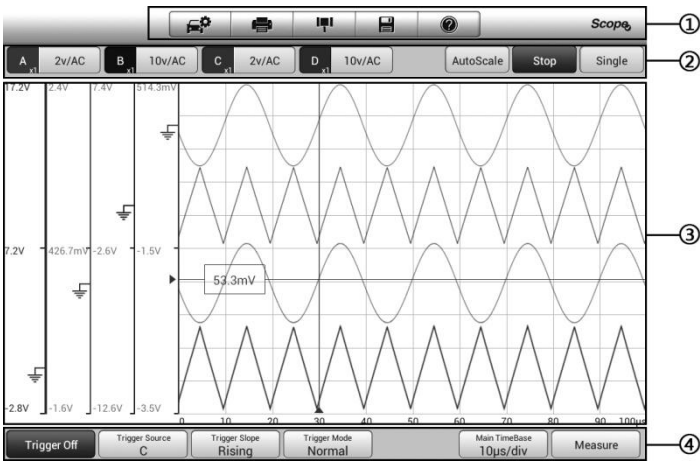 Scope
①
A x1 2v/AC B x1 10v/AC C x1 2v/AC D x1 10v/AC AutoScale Stop Single
②
17.2V 2.4V 7.4V 514.3mV
③
7.2V 426.7mV -2.6V -1.5V
53.3mV
-2.8V -1.6V -12.6V -3.5V
0 10 20 30 40 50 60 70 80 90 100µs
Trigger Off Trigger Source Trigger Slope Trigger Mode Main TimeBase Measure
C Rising Normal 10µs/div
④